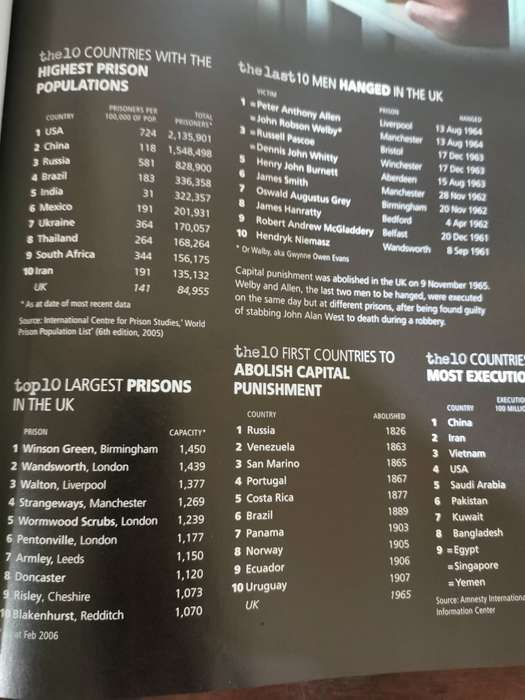 the10 COUNTRIES WITH THE
HIGHEST PRISON
POPULATIONS
COUNTRY PRISONERS PER 100,000 OF POP. TOTAL PRISONERS*
1 USA 724 2,135,901
2 China 118 1,548,498
3 Russia 581 828,900
4 Brazil 183 336,358
5 India 31 322,357
6 Mexico 191 201,931
7 Ukraine 364 170,057
8 Thailand 264 168,264
9 South Africa 344 156,175
10 Iran 191 135,132
UK 141 84,955
* As at date of most recent data
Source: International Centre for Prison Studies, 'World
Prison Population List' (6th edition, 2005)
the last 10 MEN HANGED IN THE UK
VICTIM PRISON HANGED
1 =Peter Anthony Allen Liverpool 13 Aug 1964
=John Robson Welby* Manchester 13 Aug 1964
3 =Russell Pascoe Bristol 17 Dec 1963
=Dennis John Whitty Winchester 17 Dec 1963
5 Henry John Burnett Aberdeen 15 Aug 1963
6 James Smith Manchester 28 Nov 1962
7 Oswald Augustus Grey Birmingham 20 Nov 1962
8 James Hanratty Bedford 4 Apr 1962
9 Robert Andrew McGladdery Belfast 20 Dec 1961
10 Hendryk Niemasz Wandsworth 8 Sep 1961
* Or Walby, aka Gwynne Owen Evans
Capital punishment was abolished in the UK on 9 November 1965.
Welby and Allen, the last two men to be hanged, were executed
on the same day but at different prisons, after being found guilty
of stabbing John Alan West to death during a robbery.
top10 LARGEST PRISONS
IN THE UK
PRISON CAPACITY*
1 Winson Green, Birmingham 1,450
2 Wandsworth, London 1,439
3 Walton, Liverpool 1,377
4 Strangeways, Manchester 1,269
5 Wormwood Scrubs, London 1,239
6 Pentonville, London 1,177
7 Armley, Leeds 1,150
8 Doncaster 1,120
9 Risley, Cheshire 1,073
10 Blakenhurst, Redditch 1,070
at Feb 2006
the10 FIRST COUNTRIES TO
ABOLISH CAPITAL
PUNISHMENT
COUNTRY ABOLISHED
1 Russia 1826
2 Venezuela 1863
3 San Marino 1865
4 Portugal 1867
5 Costa Rica 1877
6 Brazil 1889
7 Panama 1903
8 Norway 1905
9 Ecuador 1906
10 Uruguay 1907
UK 1965
the10 COUNTRIE
MOST EXECUTIO
COUNTRY EXECUTIO 100 MILLI
1 China
2 Iran
3 Vietnam
4 USA
5 Saudi Arabia
6 Pakistan
7 Kuwait
8 Bangladesh
9 =Egypt
=Singapore
=Yemen
Source: Amnesty Internationa
Information Center